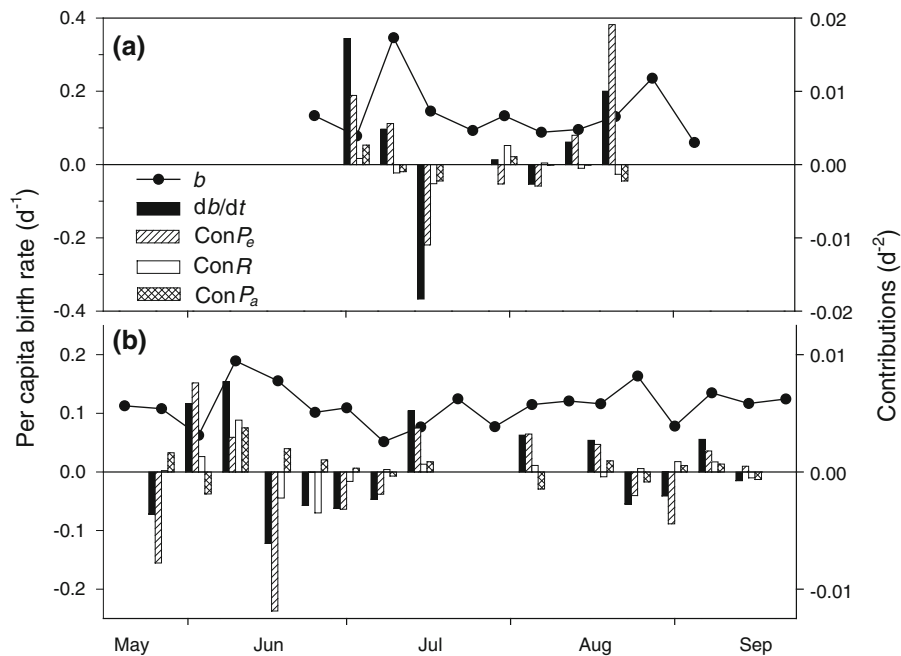 (a)
0.4
0.2
0.0
-0.2
-0.4
0.02
0.01
0.00
-0.01
-0.02
b
db/dt
ConPe
ConR
ConPa
Per capita birth rate (d-1)
Contributions (d-2)
(b)
0.2
0.1
0.0
-0.1
-0.2
0.01
0.00
-0.01
May Jun Jul Aug Sep